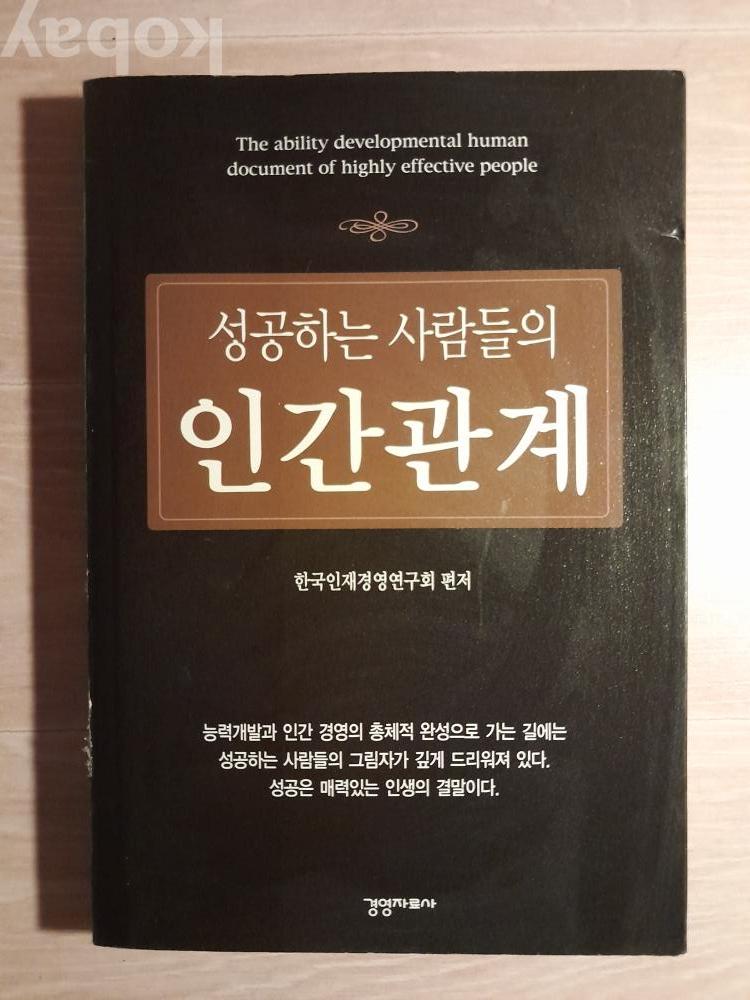 kobay
The ability developmental human
document of highly effective people
성공하는 사람들의
인간관계
한국인재경영연구회 편저
능력개발과 인간 경영의 총체적 완성으로 가는 길에는
성공하는 사람들의 그림자가 깊게 드리워져 있다.
성공은 매력있는 인생의 결말이다.
경영자료사